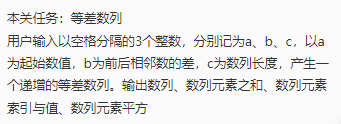 本关任务：等差数列
用户输入以空格分隔的3个整数，分别记为a、b、c，以a
为起始数值，b为前后相邻数的差，c为数列长度，产生一
个递增的等差数列。输出数列、数列元素之和、数列元素
索引与值、数列元素平方